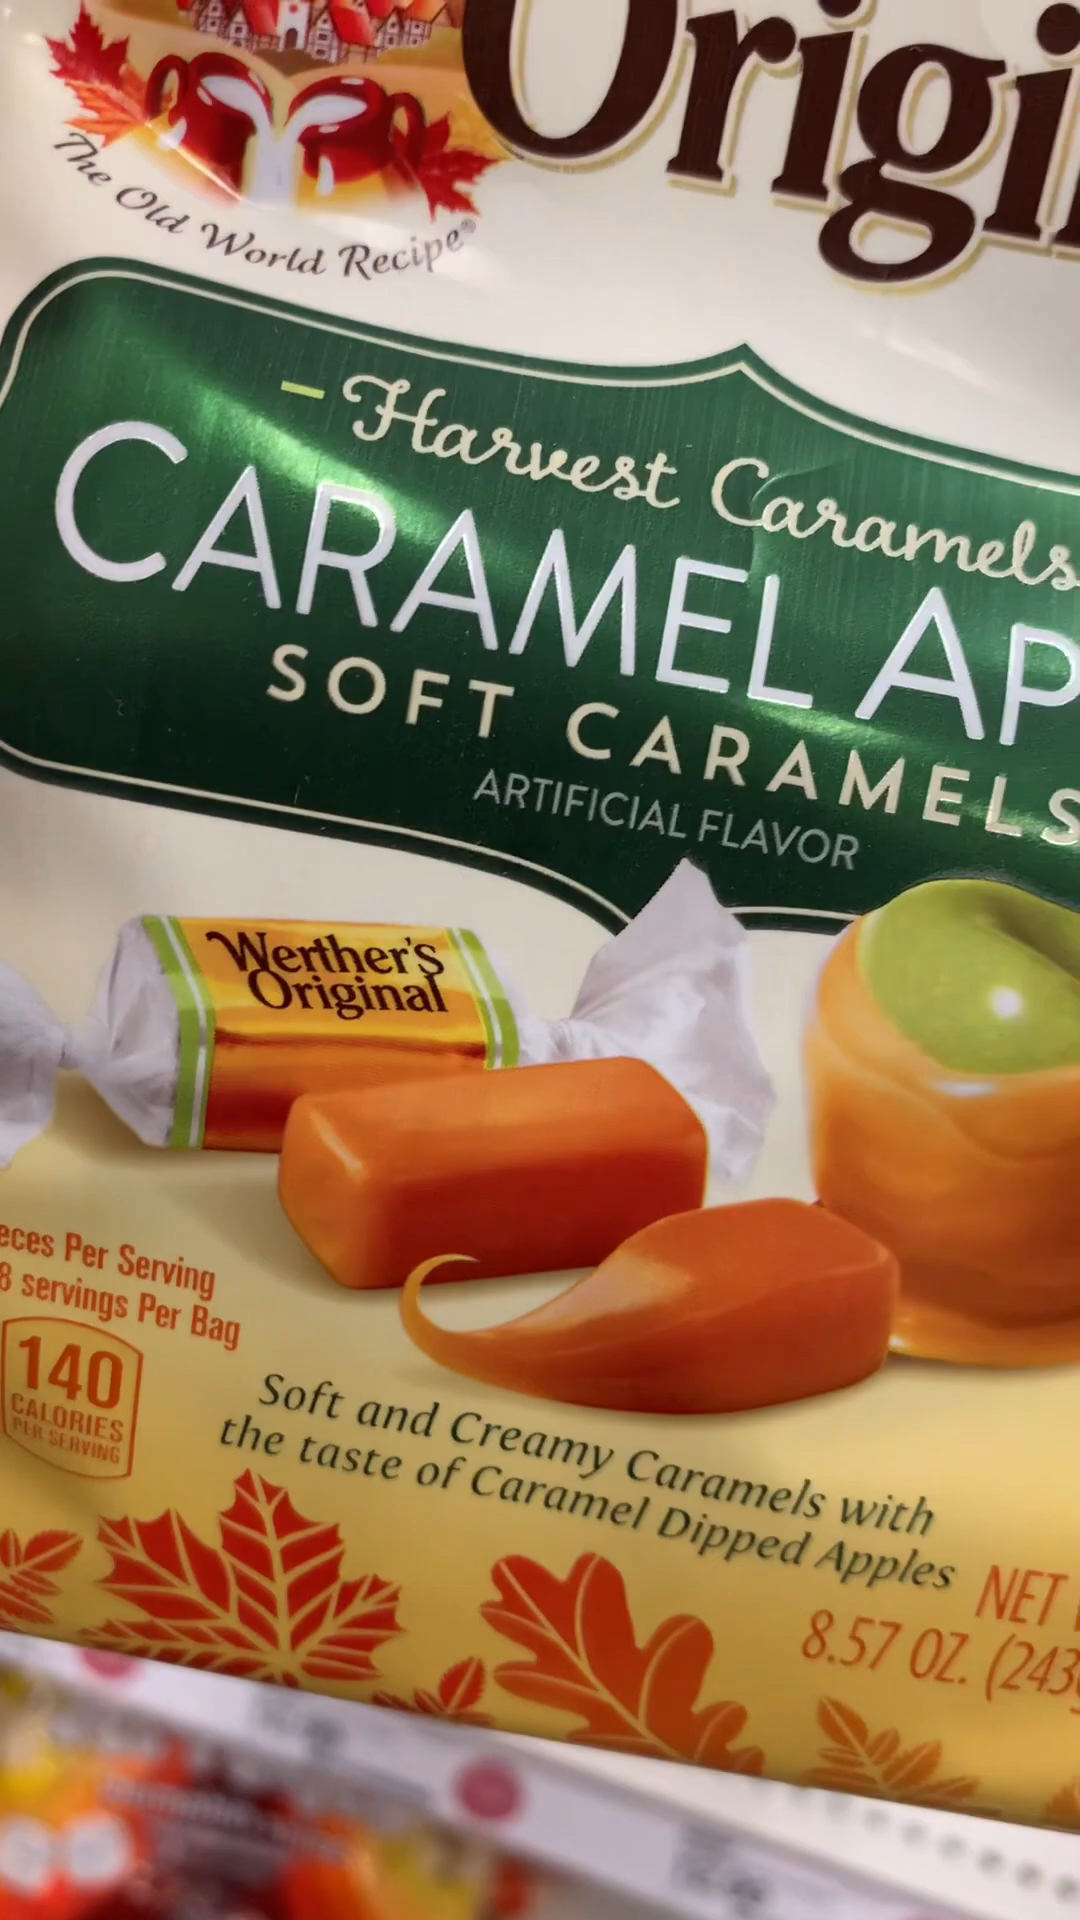 Origi
The Old World Recipe®
Harvest Caramels
CARAMEL AP
SOFT CARAMELS
ARTIFICIAL FLAVOR
Werther's
Original
eces Per Serving
8 servings Per Bag
140
CALORIES
PER SERVING
Soft and Creamy Caramels with
the taste of Caramel Dipped Apples
NET
8.57 OZ. (243g